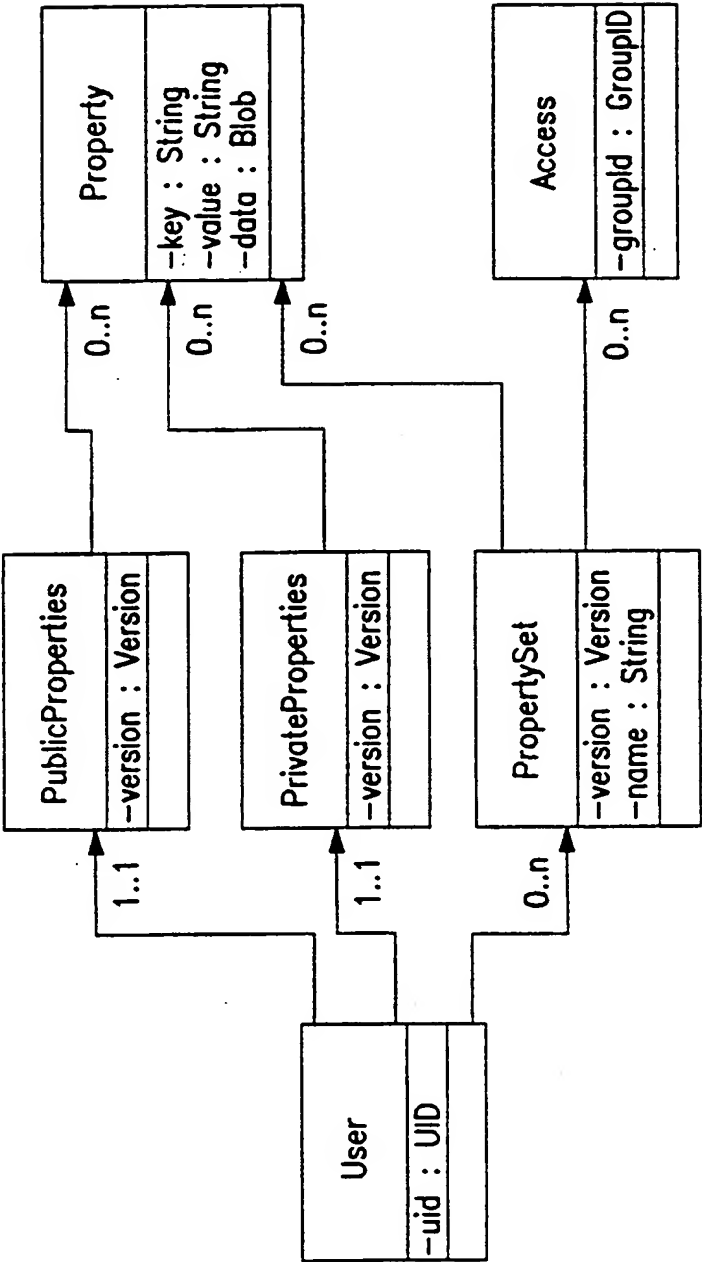 User
-uid : UID
1..1
1..1
0..n
PublicProperties
-version : Version
PrivateProperties
-version : Version
PropertySet
-version : Version
-name : String
0..n
0..n
0..n
0..n
Property
-key : String
-value : String
-data : Blob
Access
-groupId : GroupID